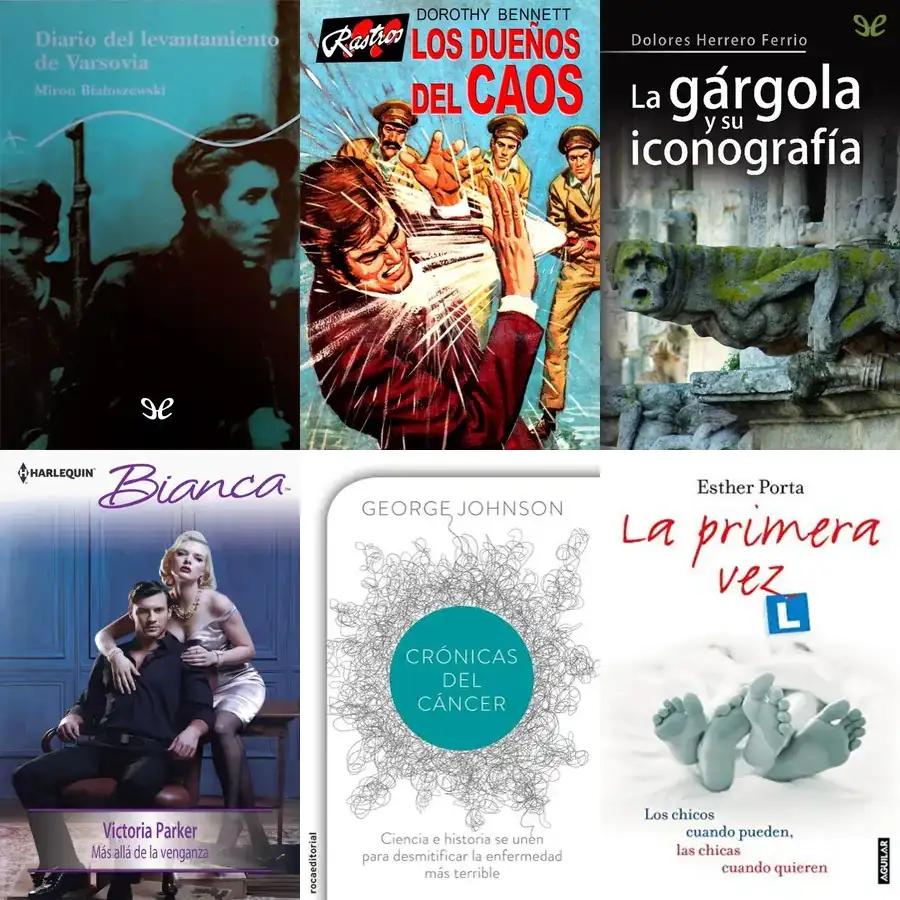 Diario del levantamiento
de Varsovia
Miron Białoszewski
DOROTHY BENNETT
Rastros
LOS DUEÑOS
DEL CAOS
Dolores Herrero Ferrio
La gárgola
y su
iconografía
HARLEQUIN
Bianca
Victoria Parker
Más allá de la venganza
GEORGE JOHNSON
CRÓNICAS
DEL
CÁNCER
Ciencia e historia se unen
para desmitificar la enfermedad
más terrible
rocaeditorial
Esther Porta
La primera
vez
L
Los chicos
cuando pueden,
las chicas
cuando quieren
AGUILAR